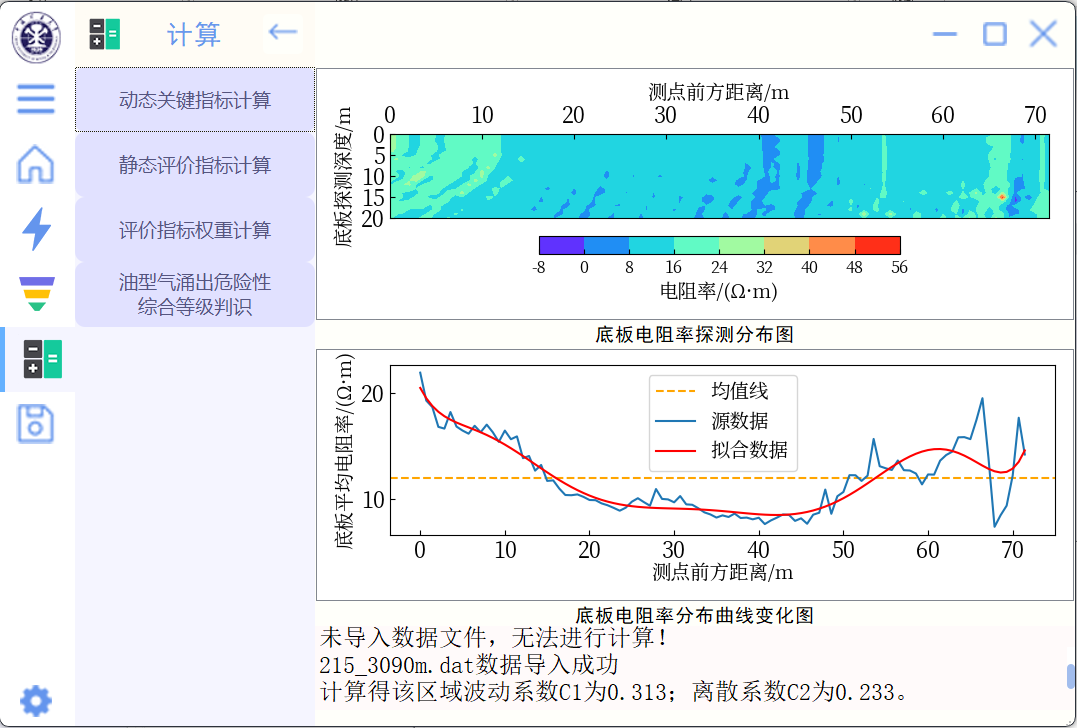 计算
动态关键指标计算
静态评价指标计算
评价指标权重计算
油型气涌出危险性
综合等级判识
测点前方距离/m
0 10 20 30 40 50 60 70
底板探测深度/m
0
5
10
15
20
-8 0 8 16 24 32 40 48 56
电阻率/(Ω·m)
底板电阻率探测分布图
底板平均电阻率/(Ω·m)
20
10
均值线
源数据
拟合数据
0 10 20 30 40 50 60 70
测点前方距离/m
底板电阻率分布曲线变化图
未导入数据文件，无法进行计算！
215_3090m.dat数据导入成功
计算得该区域波动系数C1为0.313；离散系数C2为0.233。